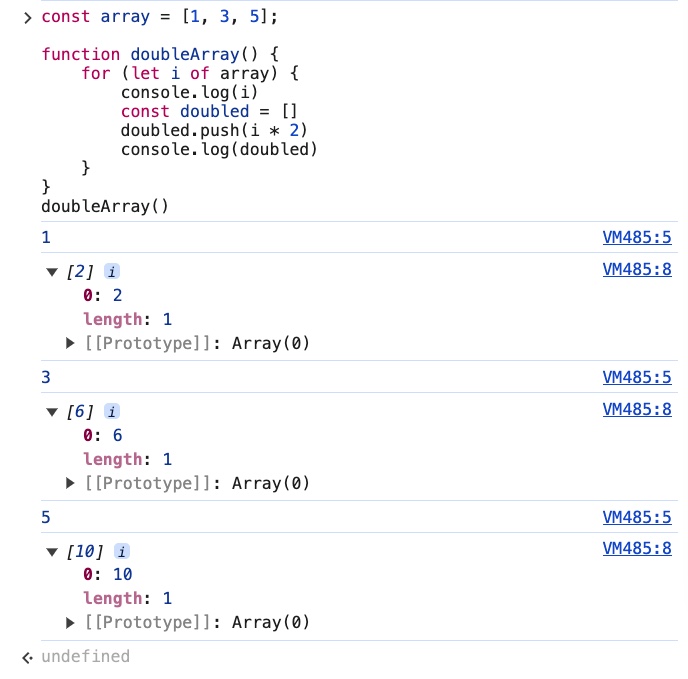 > const array = [1, 3, 5];
function doubleArray() {
    for (let i of array) {
        console.log(i)
        const doubled = []
        doubled.push(i * 2)
        console.log(doubled)
    }
}
doubleArray()
1 VM485:5
▼ [2] i VM485:8
0: 2
length: 1
▶ [[Prototype]]: Array(0)
3 VM485:5
▼ [6] i VM485:8
0: 6
length: 1
▶ [[Prototype]]: Array(0)
5 VM485:5
▼ [10] i VM485:8
0: 10
length: 1
▶ [[Prototype]]: Array(0)
undefined